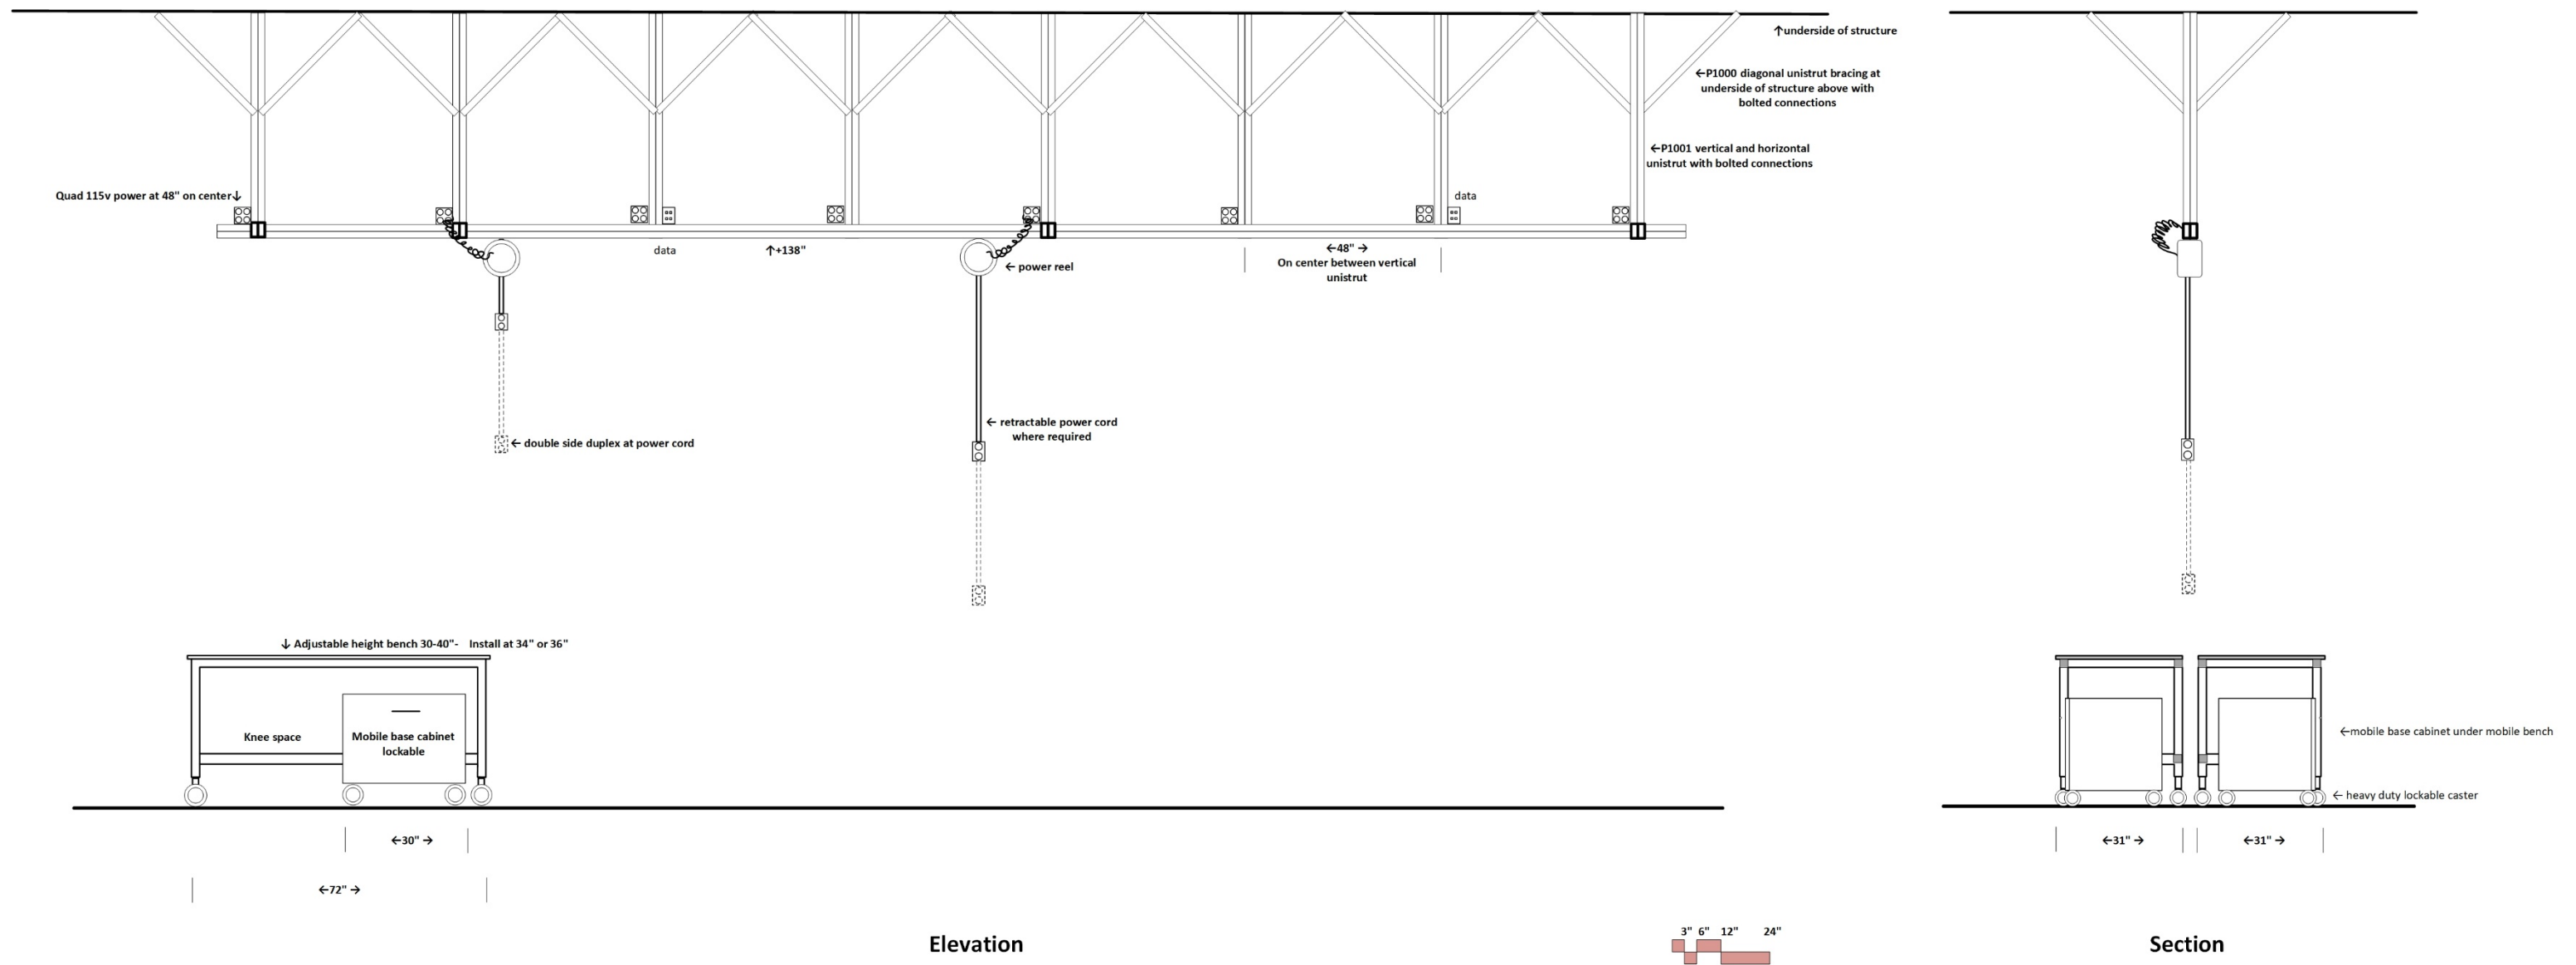 ↑underside of structure
←P1000 diagonal unistrut bracing at
underside of structure above with
bolted connections
←P1001 vertical and horizontal
unistrut with bolted connections
Quad 115v power at 48" on center↓
data
data
↑+138"
←48" →
On center between vertical
unistrut
← power reel
← retractable power cord
where required
← double side duplex at power cord
↓ Adjustable height bench 30-40"- Install at 34" or 36"
Knee space
Mobile base cabinet
lockable
←mobile base cabinet under mobile bench
← heavy duty lockable caster
←30" →
←31" →
←31" →
←72" →
3" 6" 12" 24"
Elevation
Section